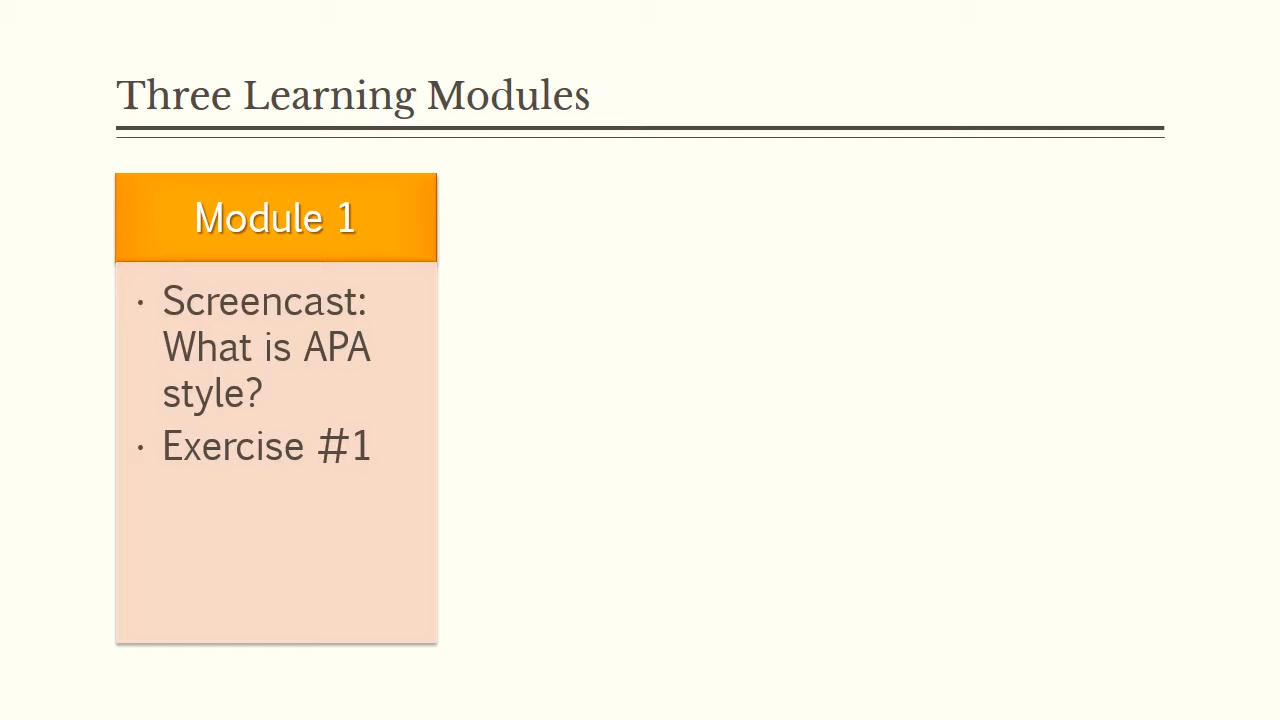 Three Learning Modules
Module 1
· Screencast:
What is APA
style?
· Exercise #1